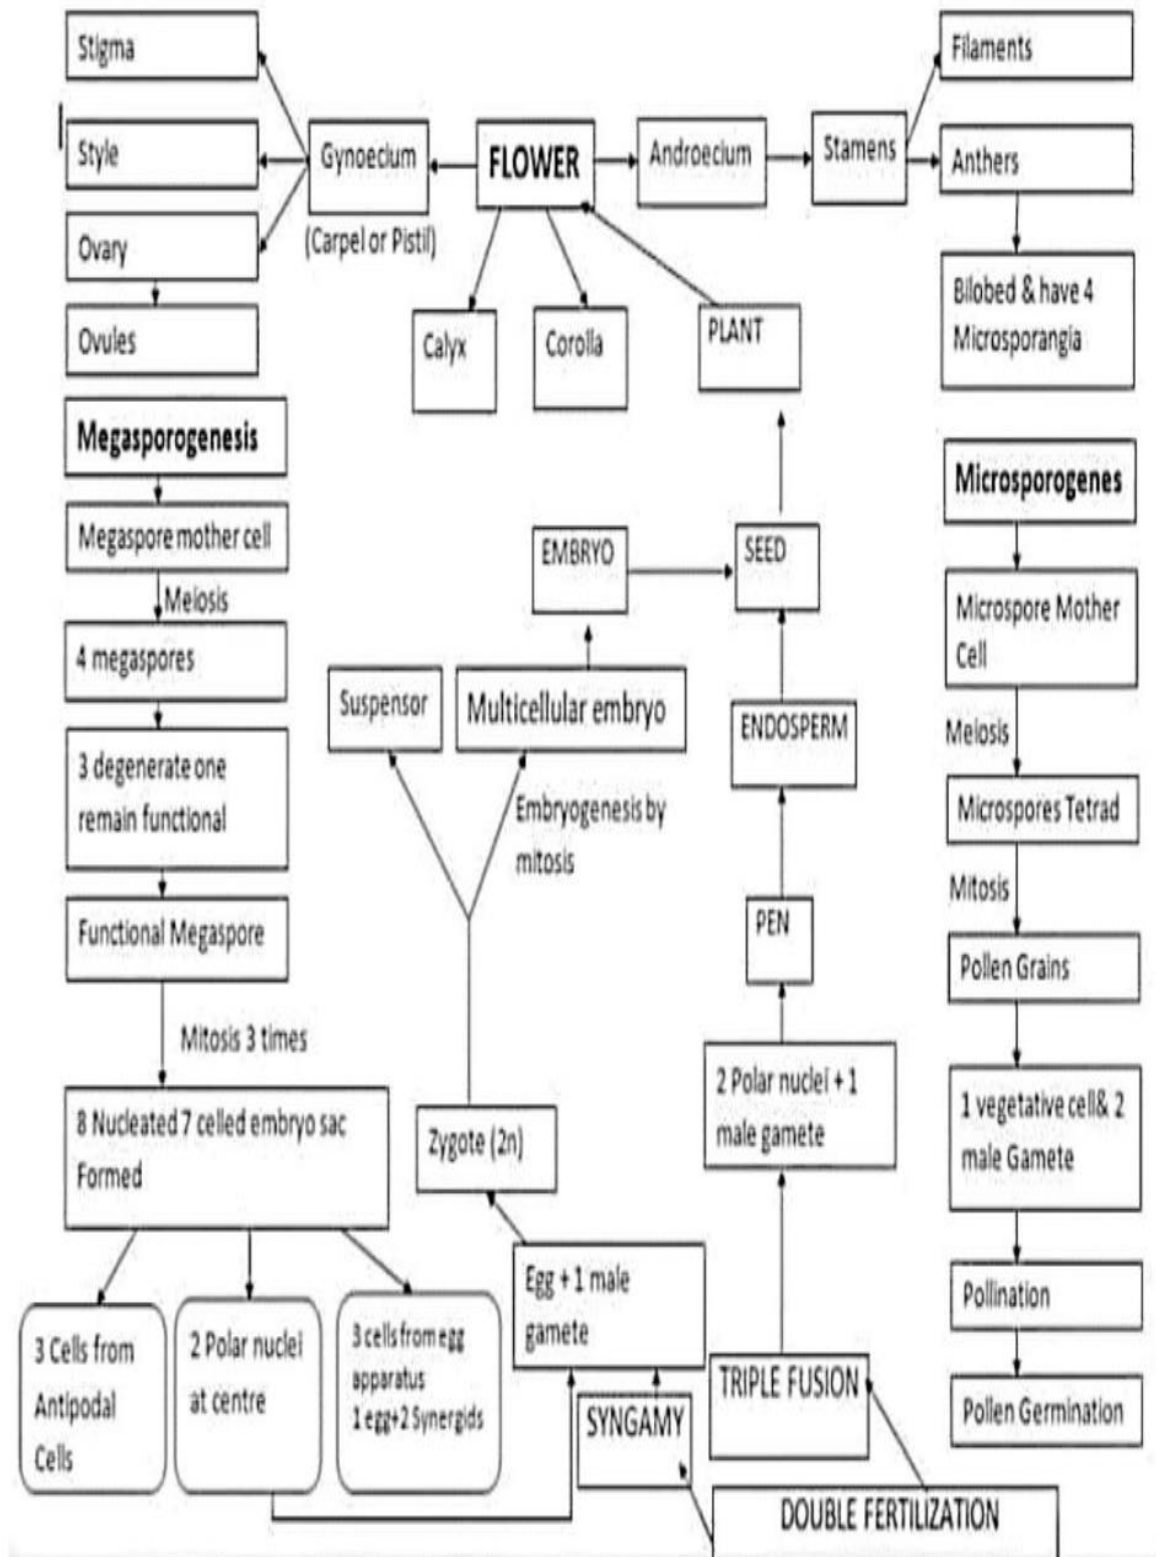 Stigma
Style
Ovary
Ovules
Gynoecium
(Carpel or Pistil)
FLOWER
Androecium
Stamens
Filaments
Anthers
Bilobed & have 4
Microsporangia
Calyx
Corolla
PLANT
Megasporogenesis
Megaspore mother cell
Meiosis
4 megaspores
3 degenerate one
remain functional
Functional Megaspore
Mitosis 3 times
8 Nucleated 7 celled embryo sac
Formed
3 Cells from
Antipodal
Cells
2 Polar nuclei
at centre
3 cells from egg
apparatus
1 egg+2 Synergids
EMBRYO
SEED
Suspensor
Multicellular embryo
Embryogenesis by
mitosis
Zygote (2n)
Egg + 1 male
gamete
SYNGAMY
ENDOSPERM
PEN
2 Polar nuclei + 1
male gamete
TRIPLE FUSION
DOUBLE FERTILIZATION
Microsporogenes
Microspore Mother
Cell
Meiosis
Microspores Tetrad
Mitosis
Pollen Grains
1 vegetative cell& 2
male Gamete
Pollination
Pollen Germination